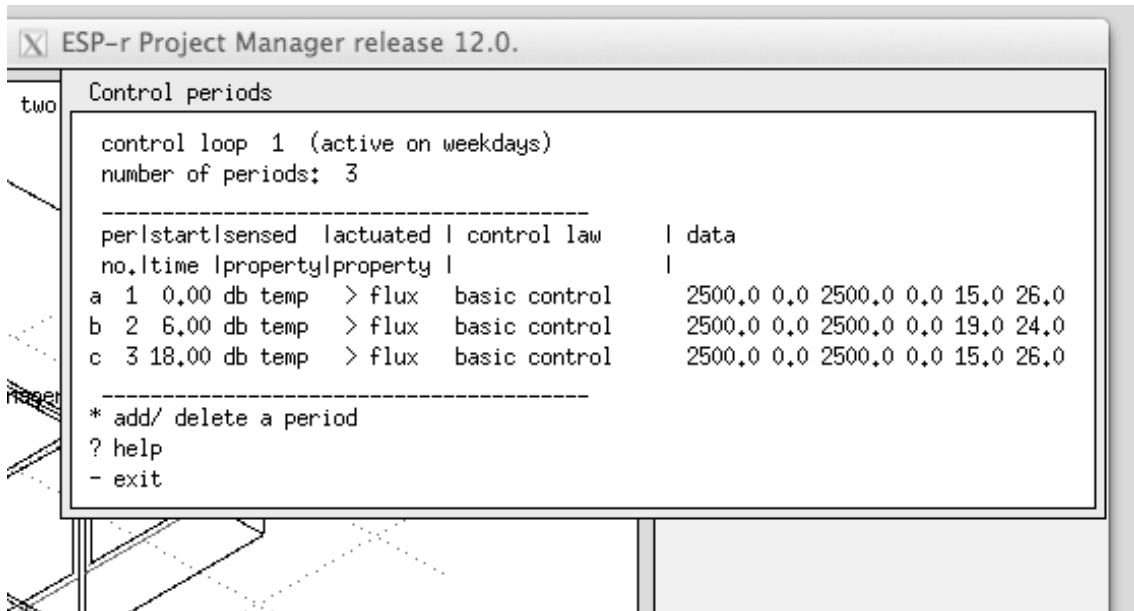 ESP-r Project Manager release 12.0.
two
Control periods
control loop 1 (active on weekdays)
number of periods: 3
per|start|sensed |actuated | control law | data
no.|time |property|property | |
a 1 0.00 db temp > flux basic control 2500.0 0.0 2500.0 0.0 15.0 26.0
b 2 6.00 db temp > flux basic control 2500.0 0.0 2500.0 0.0 19.0 24.0
c 3 18.00 db temp > flux basic control 2500.0 0.0 2500.0 0.0 15.0 26.0
* add/ delete a period
? help
- exit